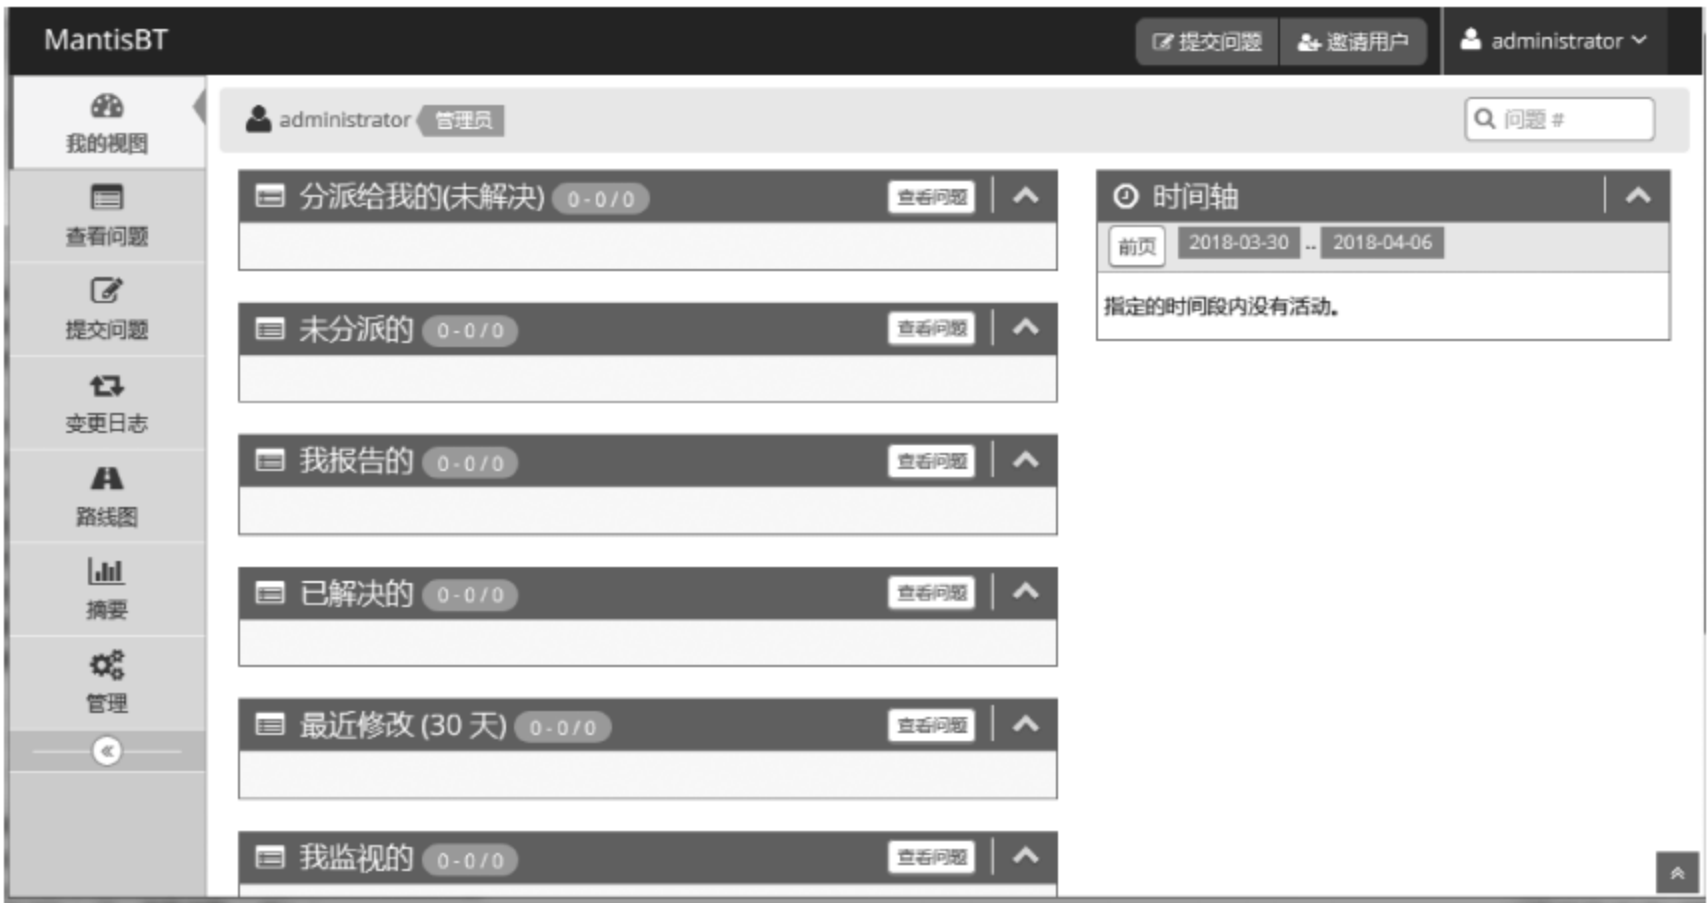 MantisBT
提交问题 邀请用户 administrator
我的视图
查看问题
提交问题
变更日志
路线图
摘要
管理
administrator 管理员 问题 #
分派给我的(未解决) 0 - 0 / 0 查看问题
未分派的 0 - 0 / 0 查看问题
我报告的 0 - 0 / 0 查看问题
已解决的 0 - 0 / 0 查看问题
最近修改 (30 天) 0 - 0 / 0 查看问题
我监视的 0 - 0 / 0 查看问题
时间轴
前页 2018-03-30 .. 2018-04-06
指定的时间段内没有活动。